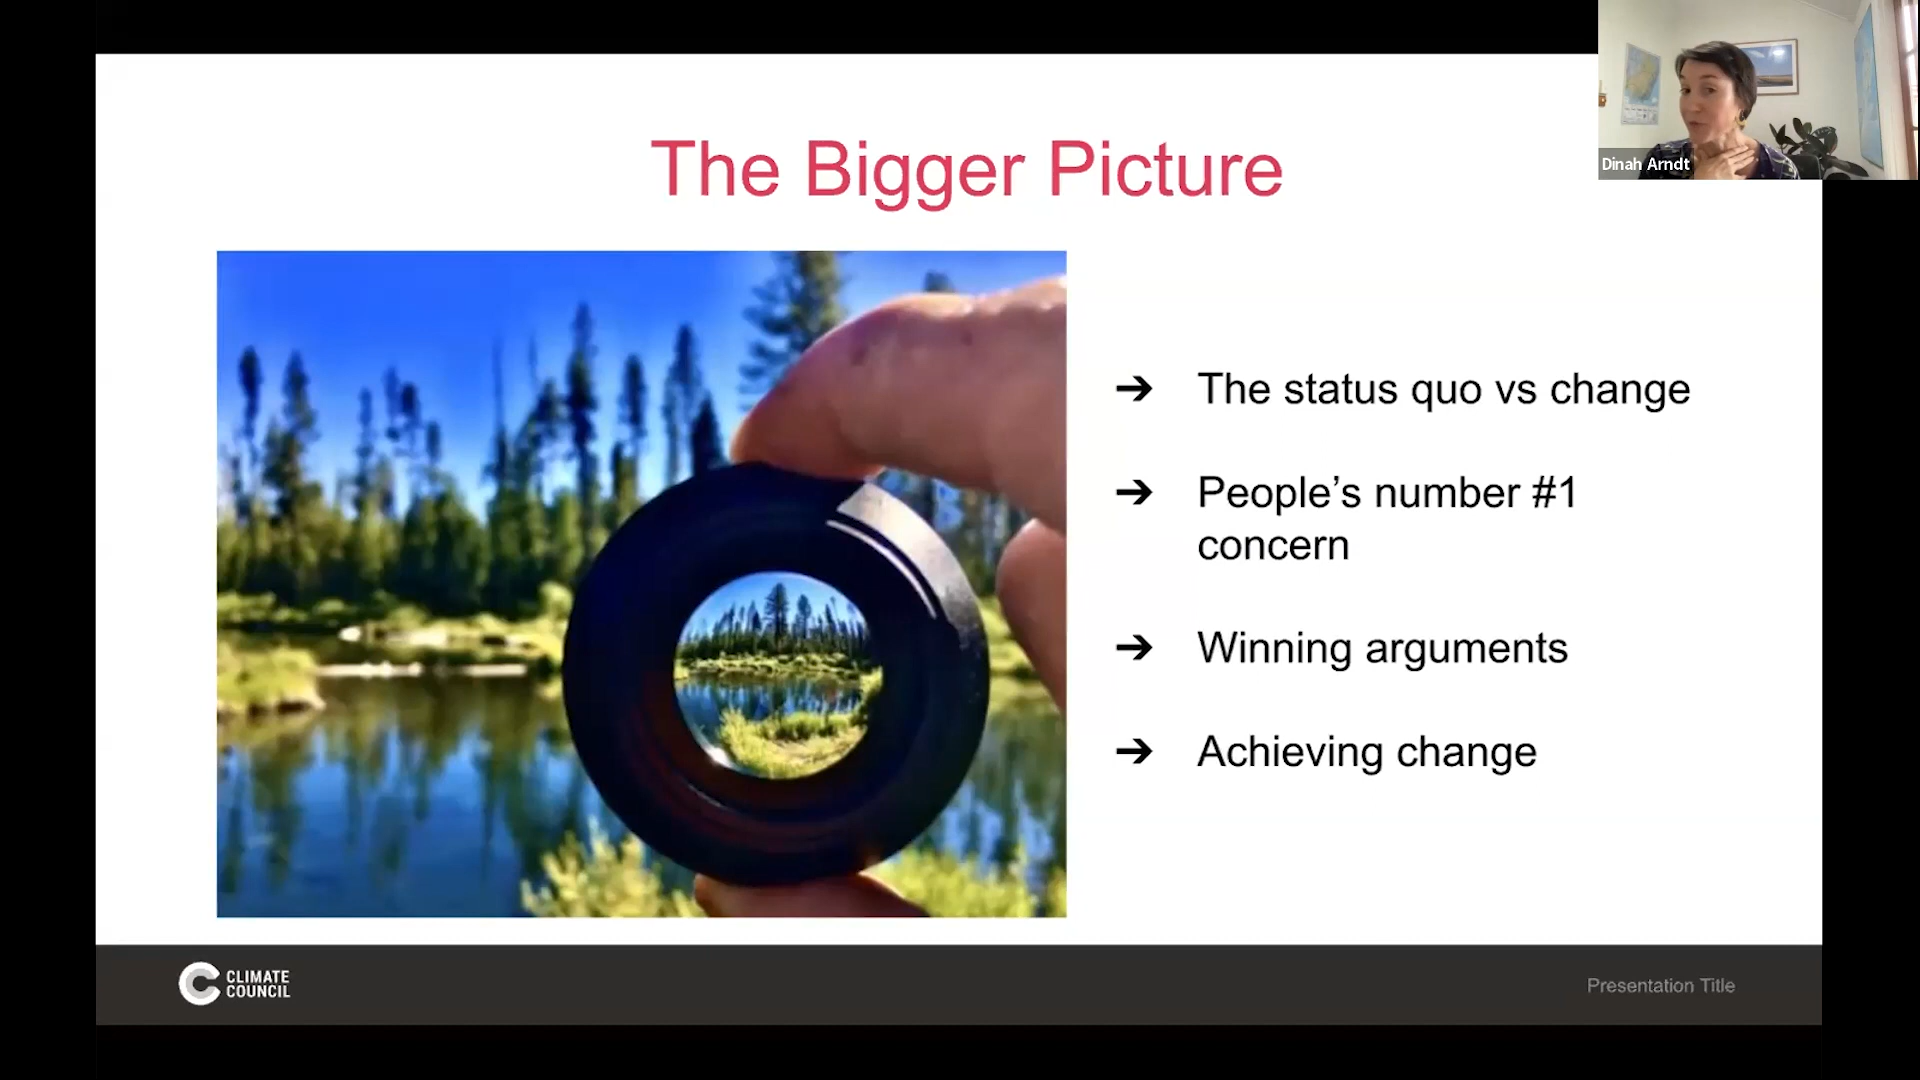 The Bigger Picture
Dinah Arndt
➔ The status quo vs change
➔ People’s number #1
concern
➔ Winning arguments
➔ Achieving change
CLIMATE
COUNCIL
Presentation Title